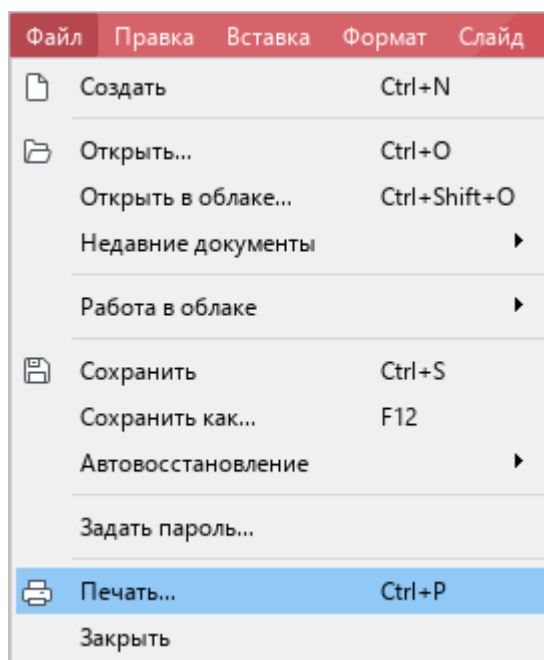 Файл Правка Вставка Формат Слайд
Создать Ctrl+N
Открыть... Ctrl+O
Открыть в облаке... Ctrl+Shift+O
Недавние документы
Работа в облаке
Сохранить Ctrl+S
Сохранить как... F12
Автовосстановление
Задать пароль...
Печать... Ctrl+P
Закрыть